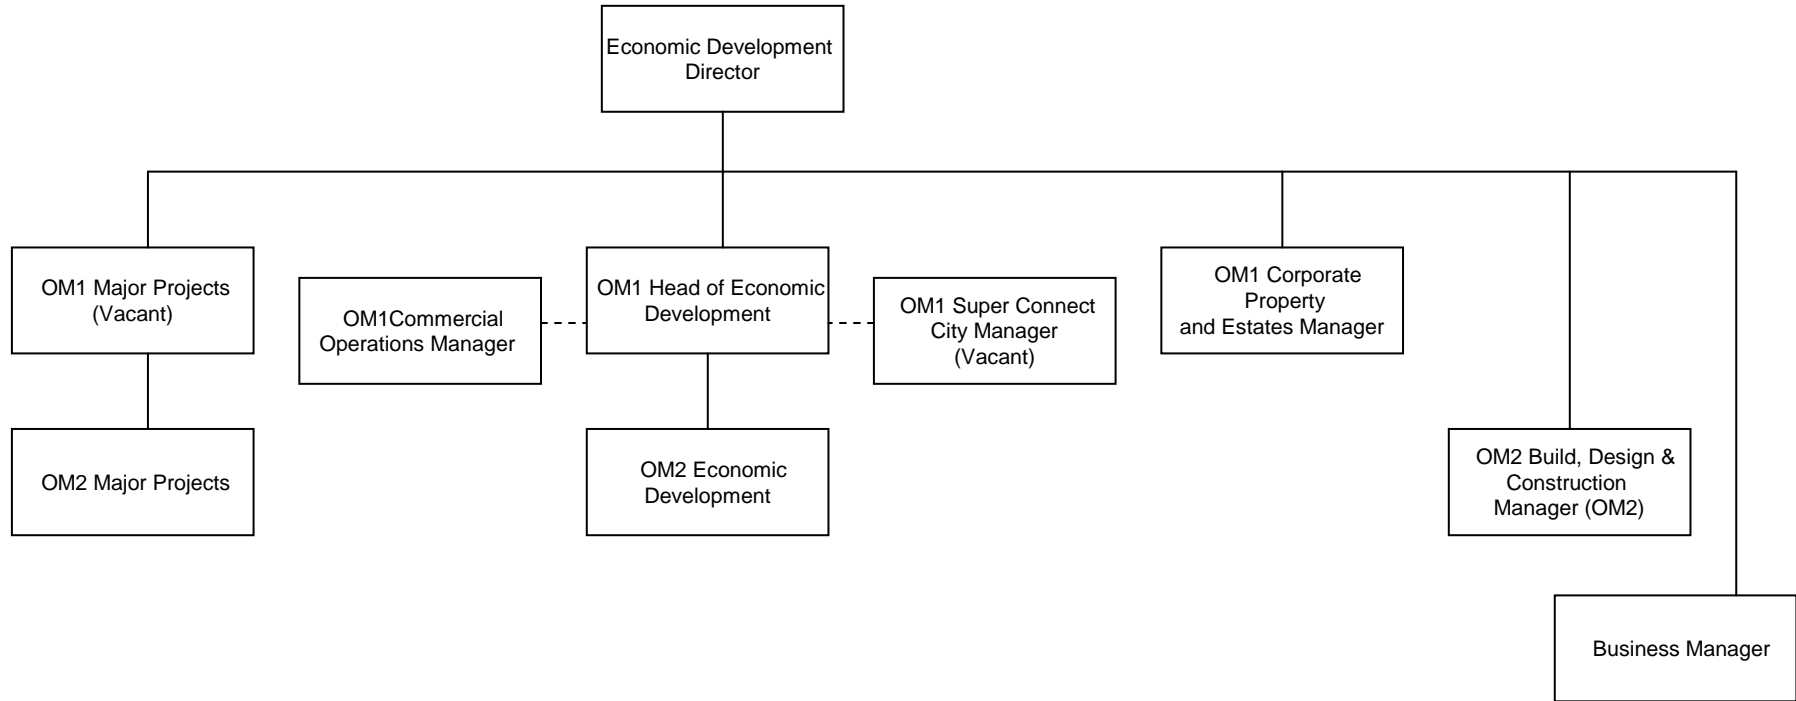 Economic Development
Director
OM1 Major Projects
(Vacant)
OM1Commercial
Operations Manager
OM1 Head of Economic
Development
OM1 Super Connect
City Manager
(Vacant)
OM1 Corporate
Property
and Estates Manager
OM2 Major Projects
OM2 Economic
Development
OM2 Build, Design &
Construction
Manager (OM2)
Business Manager